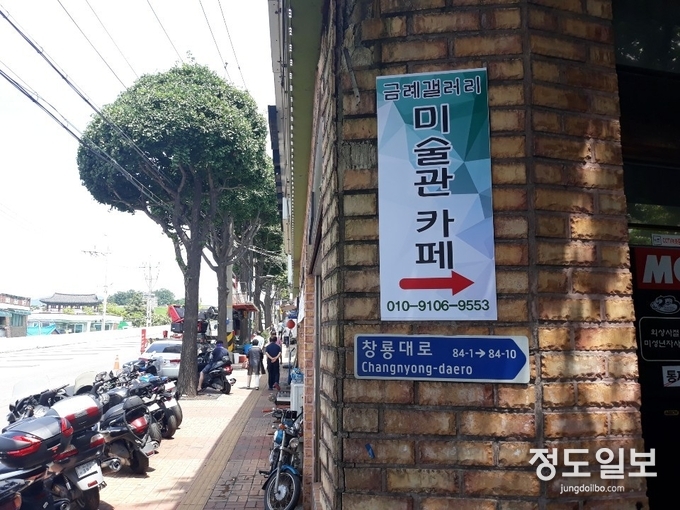 금례갤러리
미술관 카페
010-9106-9553
창룡대로 84-1→84-10
Changnyong-daero
MO
정도일보
jungdoilbo.com